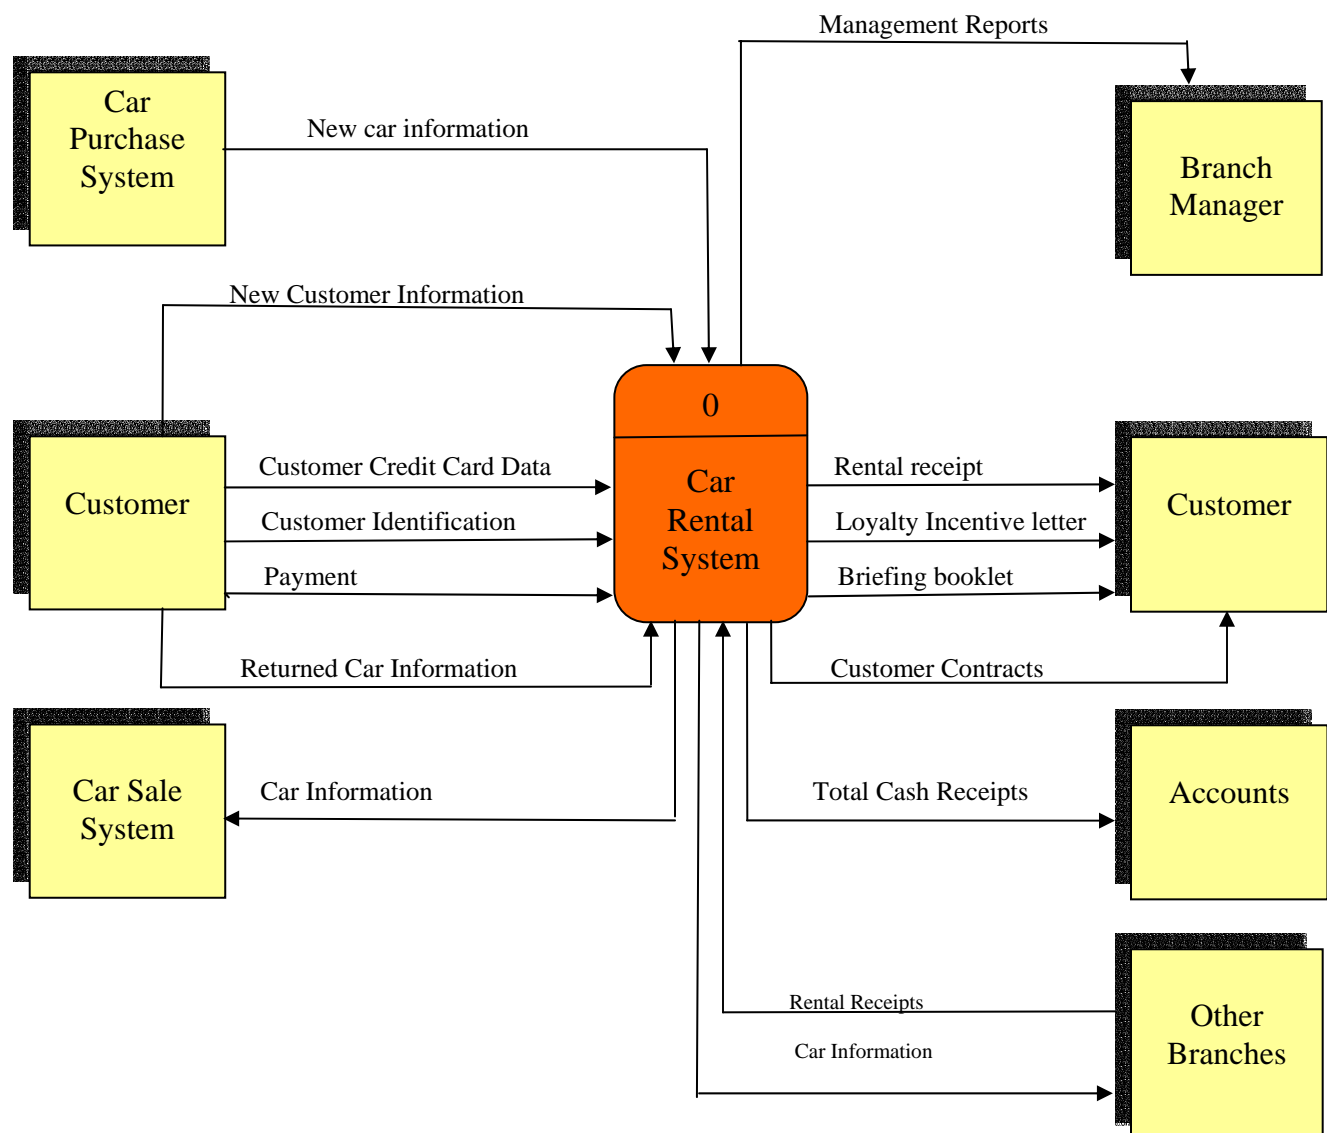 Management Reports
Car
Purchase
System
New car information
Branch
Manager
New Customer Information
0
Car
Rental
System
Customer
Customer Credit Card Data
Customer Identification
Payment
Returned Car Information
Rental receipt
Loyalty Incentive letter
Briefing booklet
Customer Contracts
Customer
Car Sale
System
Car Information
Total Cash Receipts
Accounts
Rental Receipts
Car Information
Other
Branches